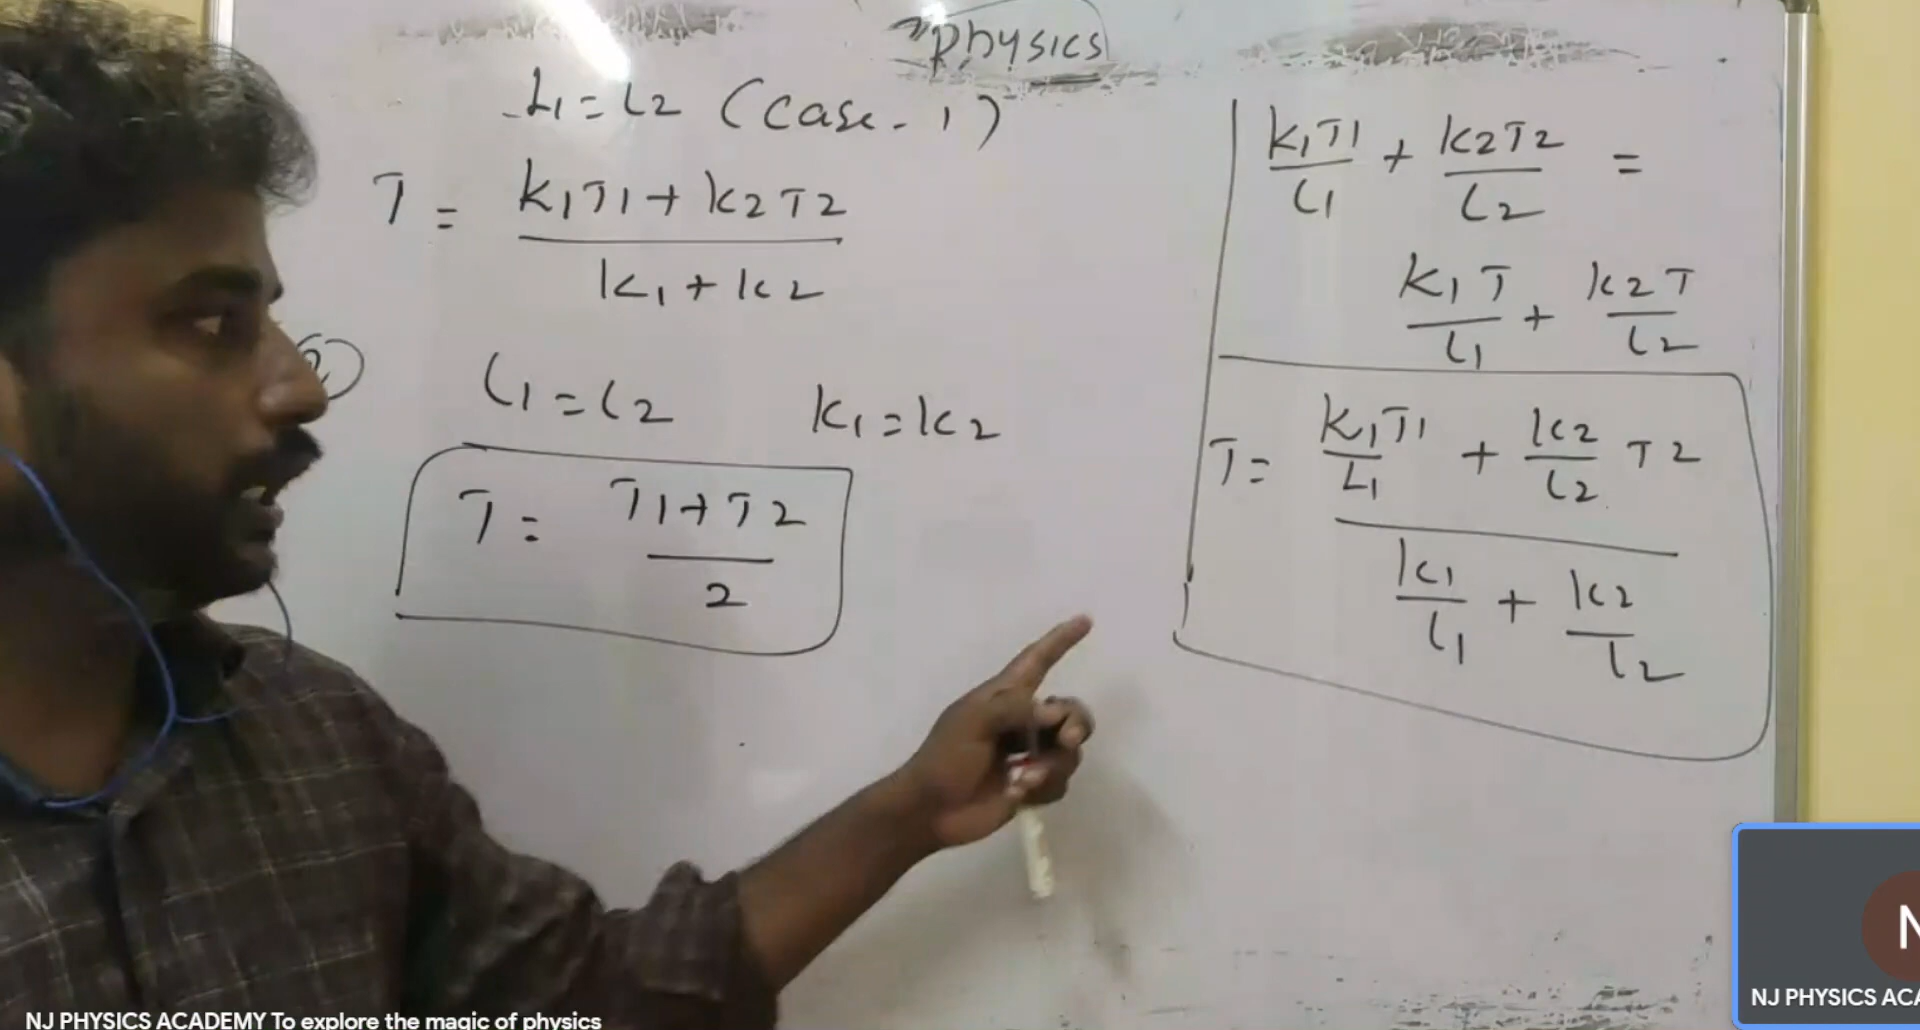 Physics
L1 = L2 (Case - 1)
T = K1T1 + K2T2 / K1 + K2
2
L1 = L2 K1 = K2
T = T1 + T2 / 2
K1T1 / L1 + K2T2 / L2 =
K1T / L1 + K2T / L2
T = K1T1 / L1 + K2 / L2 T2
K1 / L1 + K2 / L2
N
NJ PHYSICS ACA
NJ PHYSICS ACADEMY To explore the magic of physics